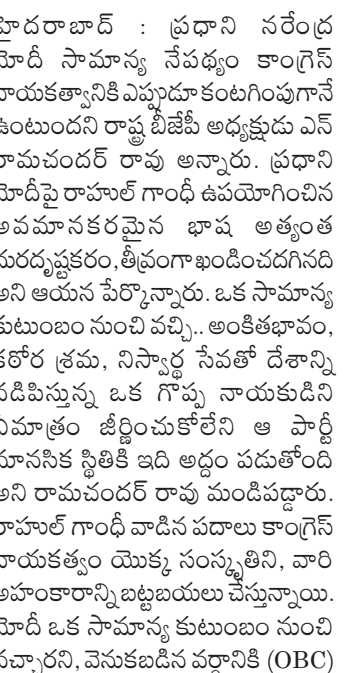 హైదరాబాద్ : ప్రధాని నరేంద్ర
మోదీ సామాన్య నేపథ్యం కాంగ్రెస్
నాయకత్వానికి ఎప్పుడూ కంటగింపుగానే
ఉంటుందని రాష్ట్ర బీజేపీ అధ్యక్షుడు ఎన్
రామచందర్ రావు అన్నారు. ప్రధాని
మోదీపై రాహుల్ గాంధీ ఉపయోగించిన
అవమానకరమైన భాష అత్యంత
దురదృష్టకరం, తీవ్రంగా ఖండించదగినది
అని ఆయన పేర్కొన్నారు. ఒక సామాన్య
కుటుంబం నుంచి వచ్చి.. అంకితభావం,
కఠోర శ్రమ, నిస్వార్థ సేవతో దేశాన్ని
నడిపిస్తున్న ఒక గొప్ప నాయకుడిని
ఏమాత్రం జీర్ణించుకోలేని ఆ పార్టీ
మానసిక స్థితికి ఇది అద్దం పడుతోంది
అని రామచందర్ రావు మండిపడ్డారు.
రాహుల్ గాంధీ వాడిన పదాలు కాంగ్రెస్
నాయకత్వం యొక్క సంస్కృతిని, వారి
అహంకారాన్ని బట్టబయలు చేస్తున్నాయి.
మోదీ ఒక సామాన్య కుటుంబం నుంచి
వచ్చారని, వెనుకబడిన వర్గానికి (OBC)